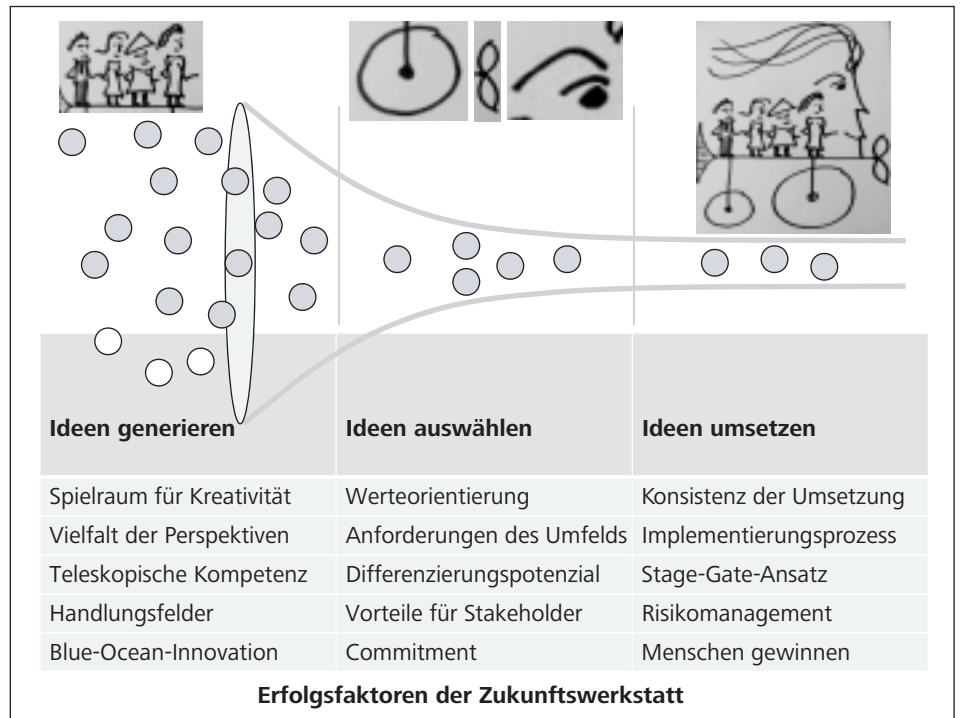 Ideen generieren Ideen auswählen Ideen umsetzen
Spielraum für Kreativität Werteorientierung Konsistenz der Umsetzung
Vielfalt der Perspektiven Anforderungen des Umfelds Implementierungsprozess
Teleskopische Kompetenz Differenzierungspotenzial Stage-Gate-Ansatz
Handlungsfelder Vorteile für Stakeholder Risikomanagement
Blue-Ocean-Innovation Commitment Menschen gewinnen
Erfolgsfaktoren der Zukunftswerkstatt